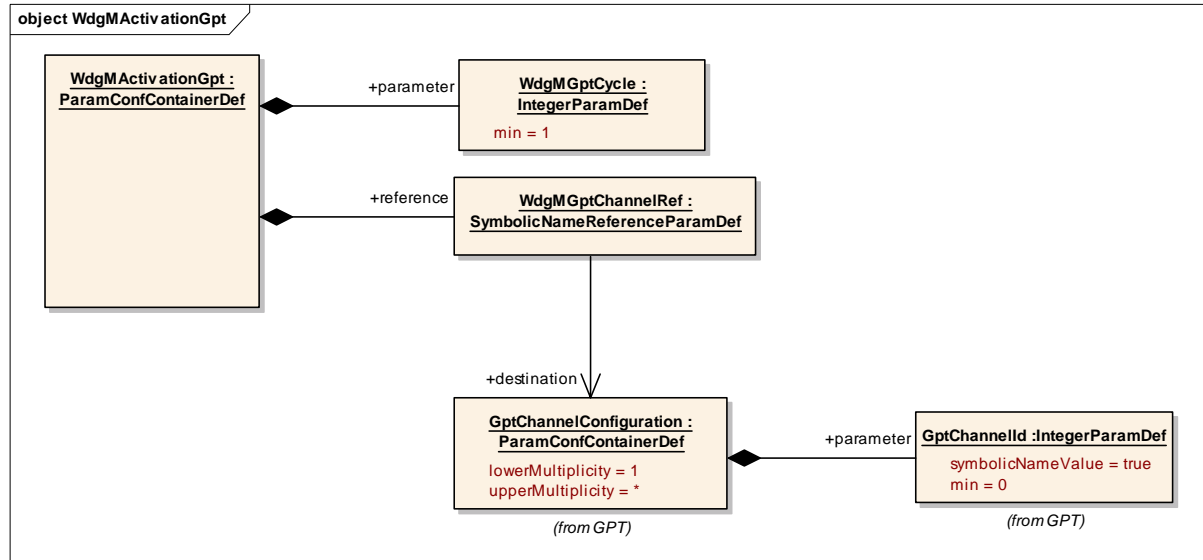 object WdgMActivationGpt
WdgMActivationGpt :
ParamConfContainerDef
+parameter
WdgMGptCycle :
IntegerParamDef
min = 1
+reference
WdgMGptChannelRef :
SymbolicNameReferenceParamDef
+destination
GptChannelConfiguration :
ParamConfContainerDef
lowerMultiplicity = 1
upperMultiplicity = *
(from GPT)
+parameter
GptChannelId :IntegerParamDef
symbolicNameValue = true
min = 0
(from GPT)